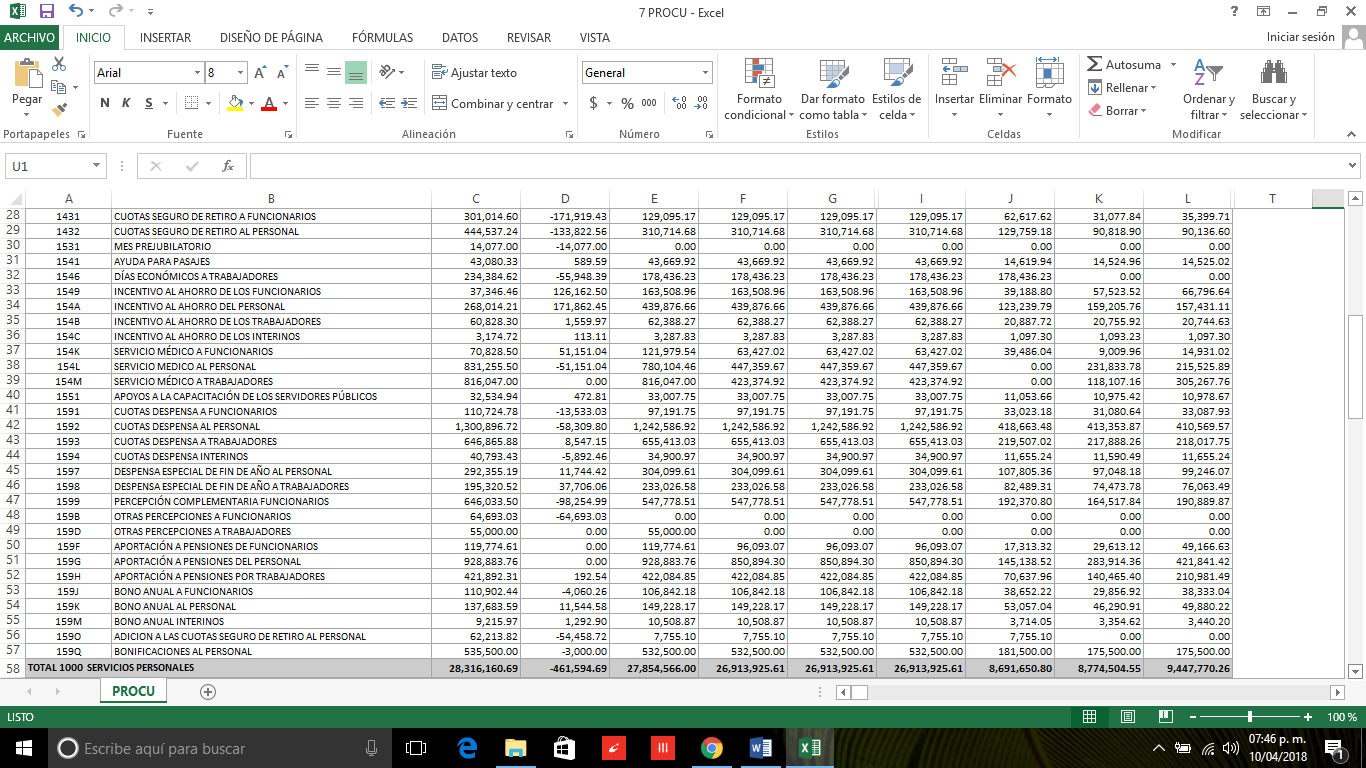 7 PROCU - Excel
ARCHIVO INICIO INSERTAR DISEÑO DE PÁGINA FÓRMULAS DATOS REVISAR VISTA Iniciar sesión
Arial 8 Ajustar texto General Autosuma
Pegar N K S Combinar y centrar $ % 000 Formato condicional Dar formato como tabla Estilos de celda Insertar Eliminar Formato Rellenar Borrar Ordenar y filtrar Buscar y seleccionar
Portapapeles Fuente Alineación Número Estilos Celdas Modificar
U1 fx
A B C D E F G I J K L T
28 1431 CUOTAS SEGURO DE RETIRO A FUNCIONARIOS 301,014.60 -171,919.43 129,095.17 129,095.17 129,095.17 129,095.17 62,617.62 31,077.84 35,399.71
29 1432 CUOTAS SEGURO DE RETIRO AL PERSONAL 444,537.24 -133,822.56 310,714.68 310,714.68 310,714.68 310,714.68 129,759.18 90,818.90 90,136.60
30 1531 MES PREJUBILATORIO 14,077.00 -14,077.00 0.00 0.00 0.00 0.00 0.00 0.00 0.00
31 1541 AYUDA PARA PASAJES 43,080.33 589.59 43,669.92 43,669.92 43,669.92 43,669.92 14,619.94 14,524.96 14,525.02
32 1546 DÍAS ECONÓMICOS A TRABAJADORES 234,384.62 -55,948.39 178,436.23 178,436.23 178,436.23 178,436.23 178,436.23 0.00 0.00
33 1549 INCENTIVO AL AHORRO DE LOS FUNCIONARIOS 37,346.46 126,162.50 163,508.96 163,508.96 163,508.96 163,508.96 39,188.80 57,523.52 66,796.64
34 154A INCENTIVO AL AHORRO DEL PERSONAL 268,014.21 171,862.45 439,876.66 439,876.66 439,876.66 439,876.66 123,239.79 159,205.76 157,431.11
35 154B INCENTIVO AL AHORRO DE LOS TRABAJADORES 60,828.30 1,559.97 62,388.27 62,388.27 62,388.27 62,388.27 20,887.72 20,755.92 20,744.63
36 154C INCENTIVO AL AHORRO DE LOS INTERINOS 3,174.72 113.11 3,287.83 3,287.83 3,287.83 3,287.83 1,097.30 1,093.23 1,097.30
37 154K SERVICIO MÉDICO A FUNCIONARIOS 70,828.50 51,151.04 121,979.54 63,427.02 63,427.02 63,427.02 39,486.04 9,009.96 14,931.02
38 154L SERVICIO MEDICO AL PERSONAL 831,255.50 -51,151.04 780,104.46 447,359.67 447,359.67 447,359.67 0.00 231,833.78 215,525.89
39 154M SERVICIO MÉDICO A TRABAJADORES 816,047.00 0.00 816,047.00 423,374.92 423,374.92 423,374.92 0.00 118,107.16 305,267.76
40 1551 APOYOS A LA CAPACITACIÓN DE LOS SERVIDORES PÚBLICOS 32,534.94 472.81 33,007.75 33,007.75 33,007.75 33,007.75 11,053.66 10,975.42 10,978.67
41 1591 CUOTAS DESPENSA A FUNCIONARIOS 110,724.78 -13,533.03 97,191.75 97,191.75 97,191.75 97,191.75 33,023.18 31,080.64 33,087.93
42 1592 CUOTAS DESPENSA AL PERSONAL 1,300,896.72 -58,309.80 1,242,586.92 1,242,586.92 1,242,586.92 1,242,586.92 418,663.48 413,353.87 410,569.57
43 1593 CUOTAS DESPENSA A TRABAJADORES 646,865.88 8,547.15 655,413.03 655,413.03 655,413.03 655,413.03 219,507.02 217,888.26 218,017.75
44 1594 CUOTAS DESPENSA INTERINOS 40,793.43 -5,892.46 34,900.97 34,900.97 34,900.97 34,900.97 11,655.24 11,590.49 11,655.24
45 1597 DESPENSA ESPECIAL DE FIN DE AÑO AL PERSONAL 292,355.19 11,744.42 304,099.61 304,099.61 304,099.61 304,099.61 107,805.36 97,048.18 99,246.07
46 1598 DESPENSA ESPECIAL DE FIN DE AÑO A TRABAJADORES 195,320.52 37,706.06 233,026.58 233,026.58 233,026.58 233,026.58 82,489.31 74,473.78 76,063.49
47 1599 PERCEPCIÓN COMPLEMENTARIA FUNCIONARIOS 646,033.50 -98,254.99 547,778.51 547,778.51 547,778.51 547,778.51 192,370.80 164,517.84 190,889.87
48 159B OTRAS PERCEPCIONES A FUNCIONARIOS 64,693.03 -64,693.03 0.00 0.00 0.00 0.00 0.00 0.00 0.00
49 159D OTRAS PERCEPCIONES A TRABAJADORES 55,000.00 0.00 55,000.00 0.00 0.00 0.00 0.00 0.00 0.00
50 159F APORTACIÓN A PENSIONES DE FUNCIONARIOS 119,774.61 0.00 119,774.61 96,093.07 96,093.07 96,093.07 17,313.32 29,613.12 49,166.63
51 159G APORTACIÓN A PENSIONES DEL PERSONAL 928,883.76 0.00 928,883.76 850,894.30 850,894.30 850,894.30 145,138.52 283,914.36 421,841.42
52 159H APORTACIÓN A PENSIONES POR TRABAJADORES 421,892.31 192.54 422,084.85 422,084.85 422,084.85 422,084.85 70,637.96 140,465.40 210,981.49
53 159J BONO ANUAL A FUNCIONARIOS 110,902.44 -4,060.26 106,842.18 106,842.18 106,842.18 106,842.18 38,652.22 29,856.92 38,333.04
54 159K BONO ANUAL AL PERSONAL 137,683.59 11,544.58 149,228.17 149,228.17 149,228.17 149,228.17 53,057.04 46,290.91 49,880.22
55 159M BONO ANUAL INTERINOS 9,215.97 1,292.90 10,508.87 10,508.87 10,508.87 10,508.87 3,714.05 3,354.62 3,440.20
56 159O ADICION A LAS CUOTAS SEGURO DE RETIRO AL PERSONAL 62,213.82 -54,458.72 7,755.10 7,755.10 7,755.10 7,755.10 7,755.10 0.00 0.00
57 159Q BONIFICACIONES AL PERSONAL 535,500.00 -3,000.00 532,500.00 532,500.00 532,500.00 532,500.00 181,500.00 175,500.00 175,500.00
58 TOTAL 1000 SERVICIOS PERSONALES 28,316,160.69 -461,594.69 27,854,566.00 26,913,925.61 26,913,925.61 26,913,925.61 8,691,650.80 8,774,504.55 9,447,770.26
PROCU
LISTO 100 %
Escribe aquí para buscar 07:46 p. m.
10/04/2018